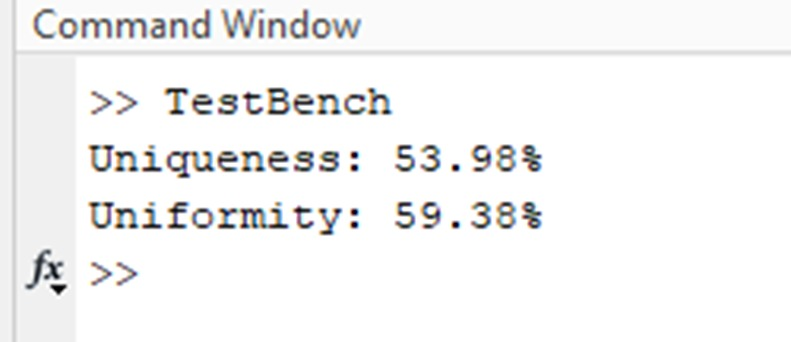 Command Window
>> TestBench
Uniqueness: 53.98%
Uniformity: 59.38%
fx >>